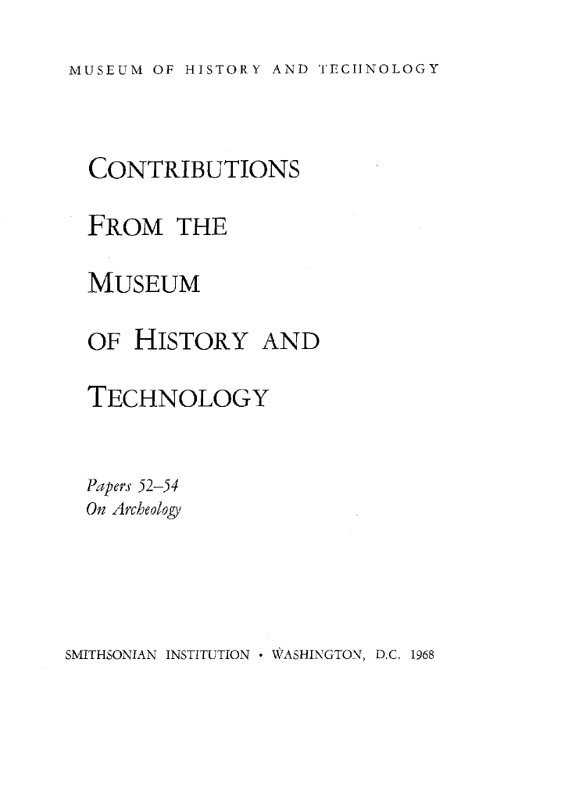 MUSEUM OF HISTORY AND TECHNOLOGY
CONTRIBUTIONS
FROM THE
MUSEUM
OF HISTORY AND
TECHNOLOGY
Papers 52–54
On Archeology
SMITHSONIAN INSTITUTION • WASHINGTON, D.C. 1968